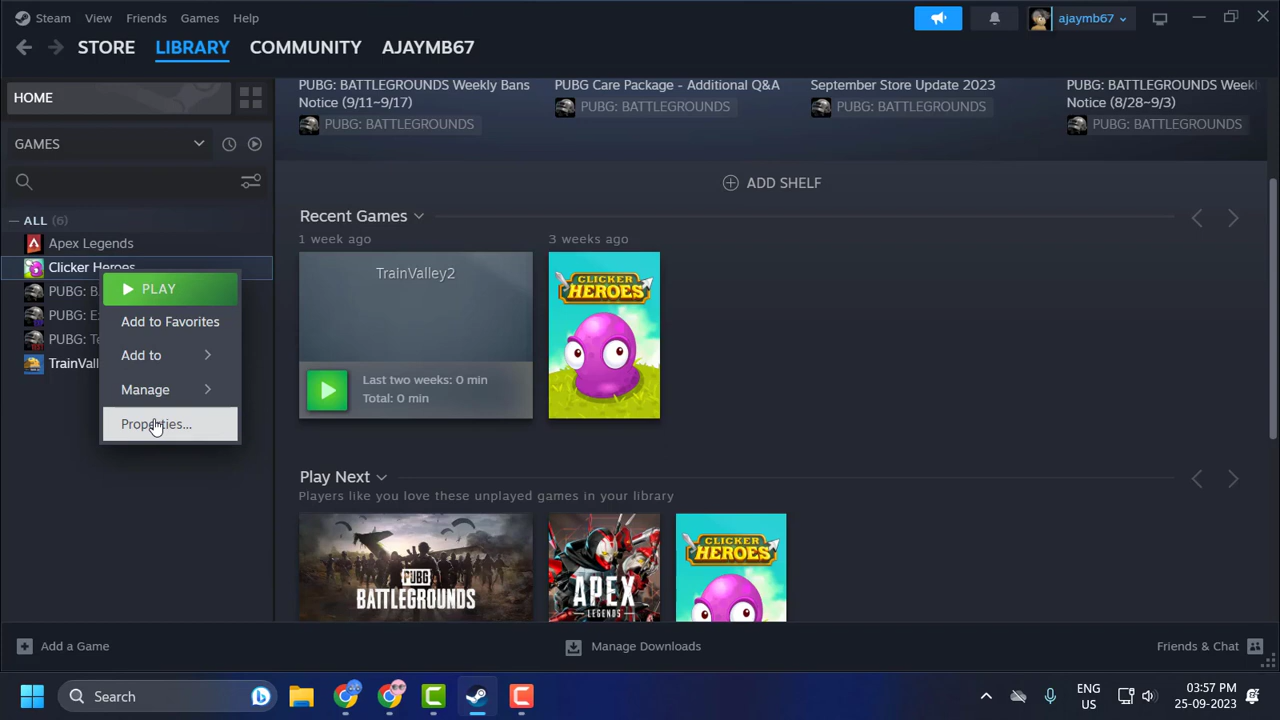 Steam View Friends Games Help
ajaymb67
STORE LIBRARY COMMUNITY AJAYMB67
HOME
GAMES
ALL (6)
Apex Legends
Clicker Heroes
PUBG: B
PUBG: E
PUBG: Te
TrainVall
PLAY
Add to Favorites
Add to
Manage
Properties...
PUBG: BATTLEGROUNDS Weekly Bans
Notice (9/11~9/17)
PUBG: BATTLEGROUNDS
PUBG Care Package - Additional Q&A
PUBG: BATTLEGROUNDS
September Store Update 2023
PUBG: BATTLEGROUNDS
PUBG: BATTLEGROUNDS Weekl
Notice (8/28~9/3)
PUBG: BATTLEGROUNDS
ADD SHELF
Recent Games
1 week ago
TrainValley2
Last two weeks: 0 min
Total: 0 min
3 weeks ago
CLICKER
HEROES
Play Next
Players like you love these unplayed games in your library
PUBG
BATTLEGROUNDS
APEX
LEGENDS
CLICKER
HEROES
Add a Game
Manage Downloads
Friends & Chat
Search
ENG
US
03:57 PM
25-09-2023